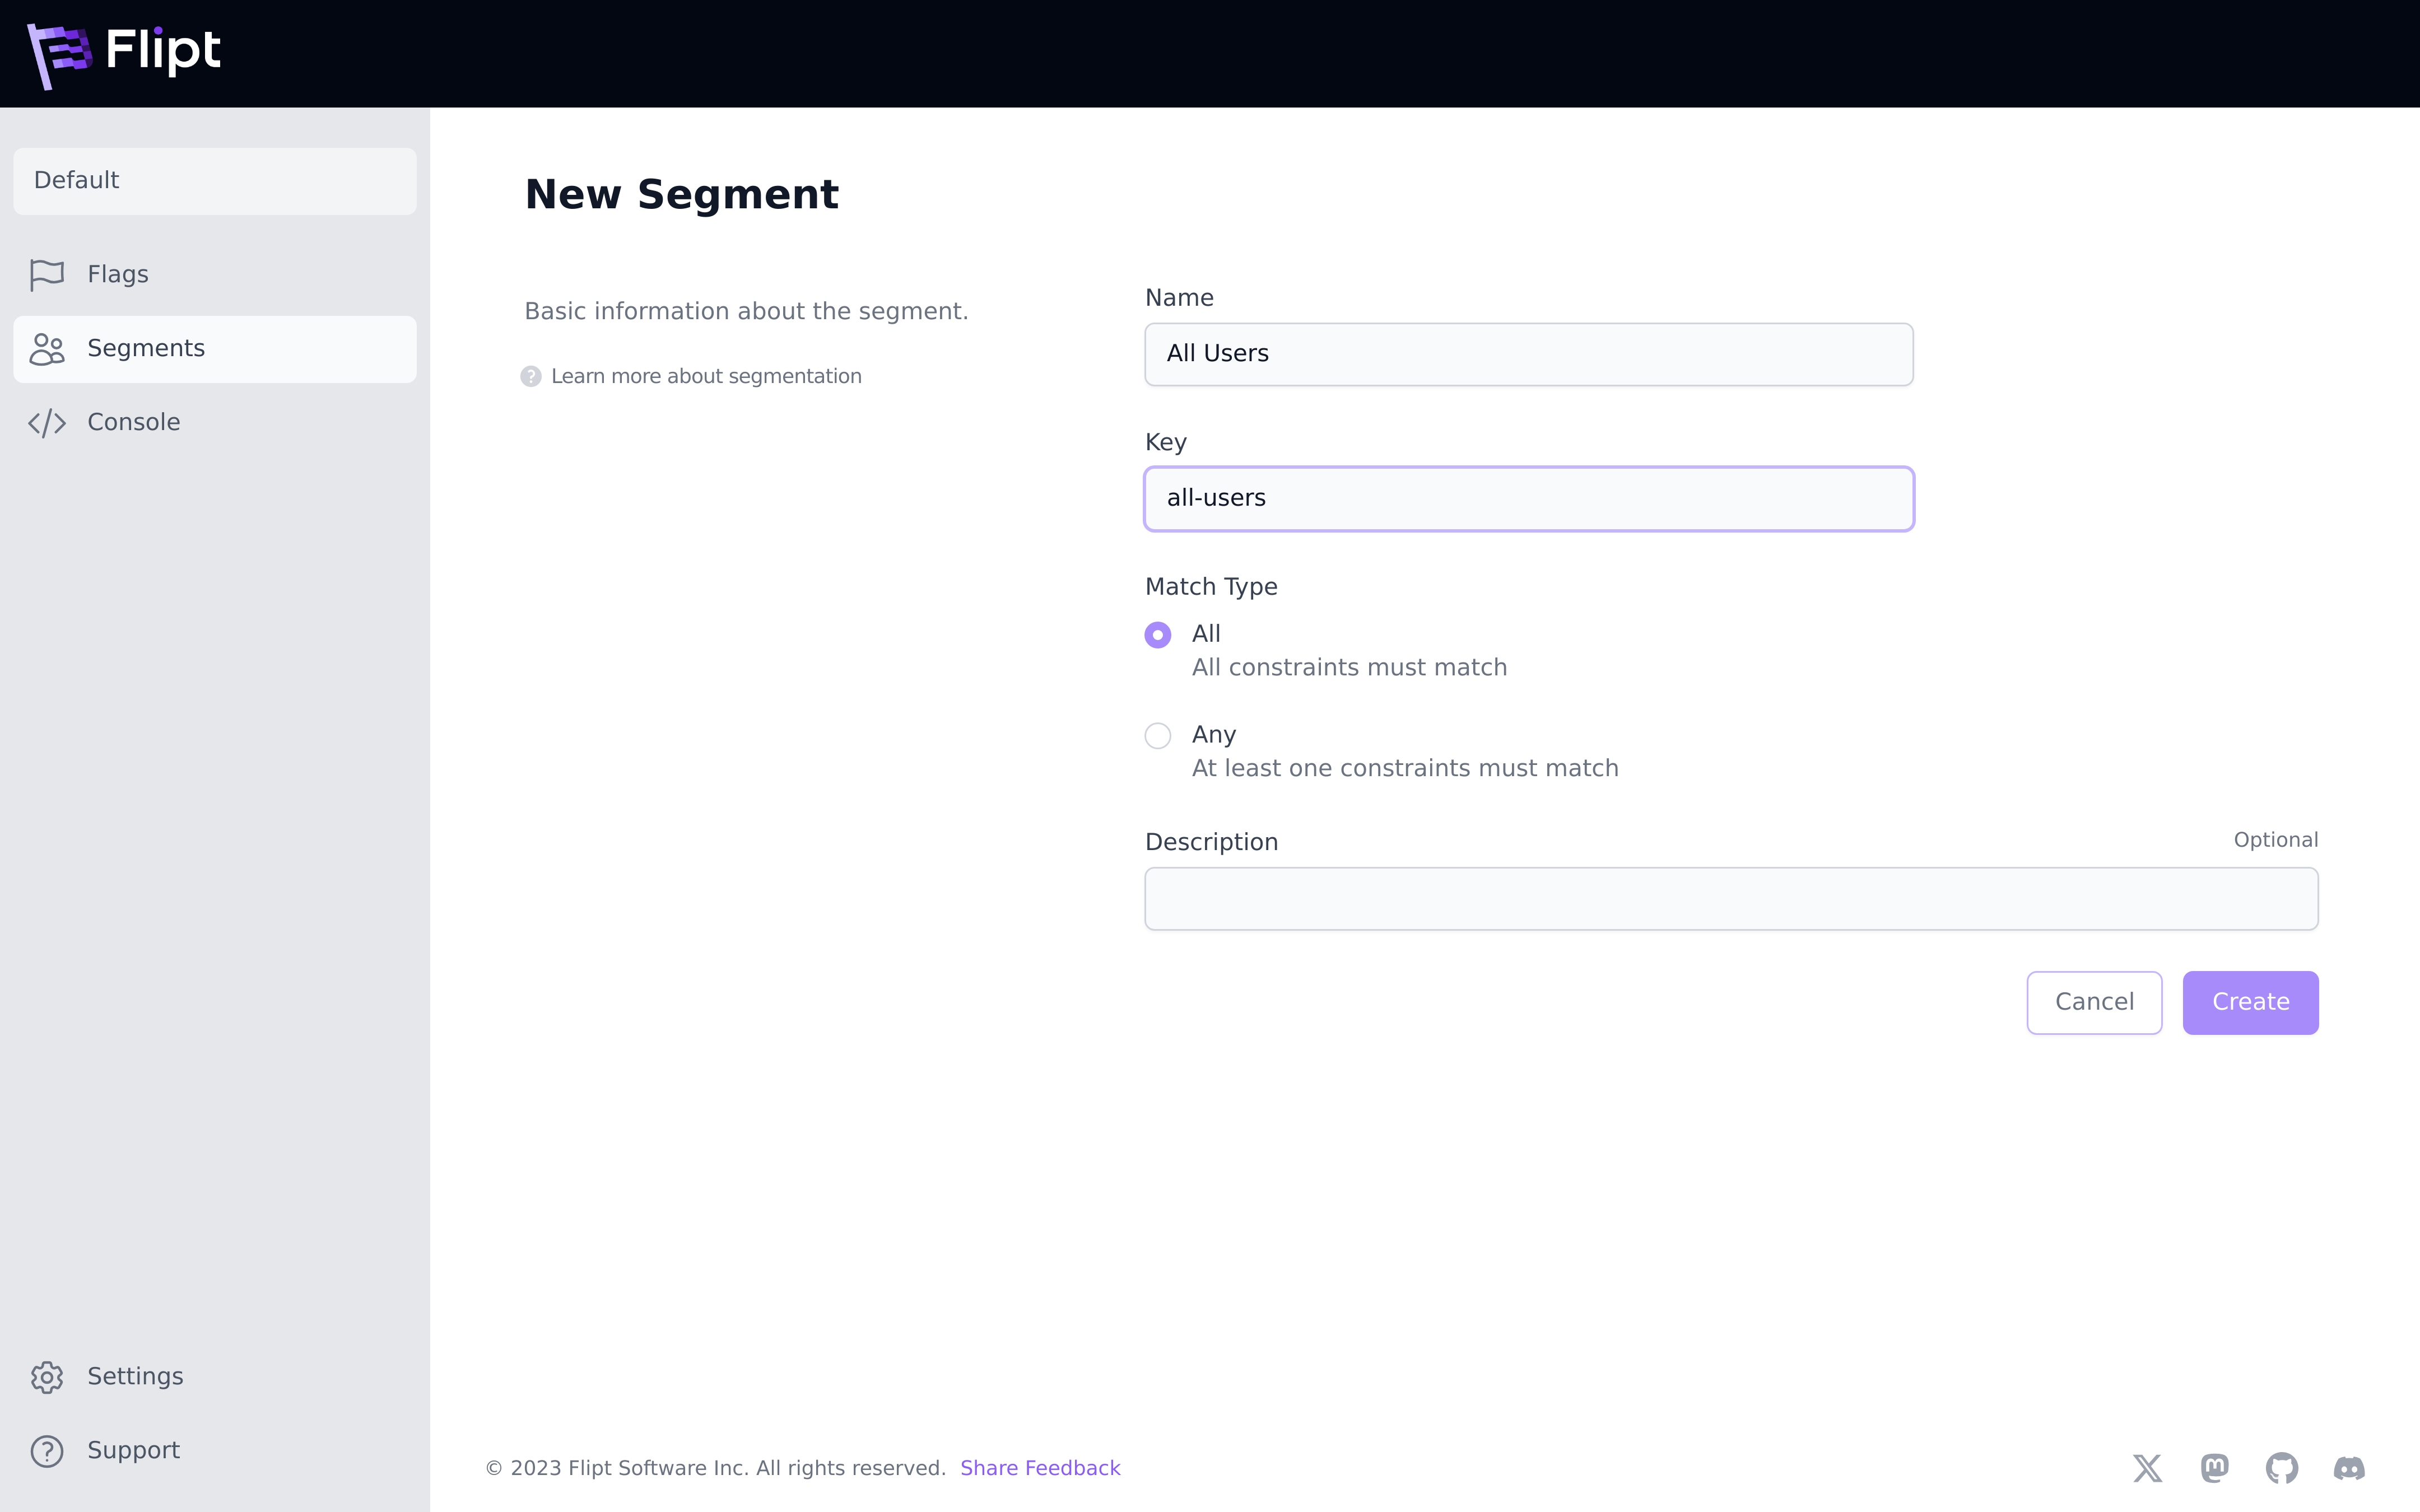 Flipt
Default
Flags
Segments
Console
Settings
Support
New Segment
Basic information about the segment.
? Learn more about segmentation
Name
All Users
Key
all-users
Match Type
All
All constraints must match
Any
At least one constraints must match
Description
Optional
Cancel
Create
© 2023 Flipt Software Inc. All rights reserved. Share Feedback